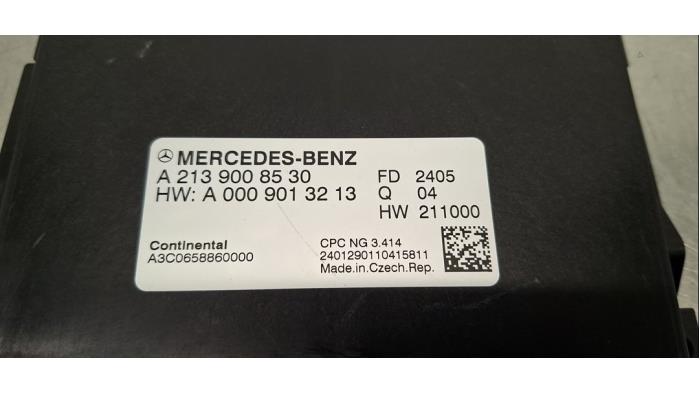 MERCEDES-BENZ
A 213 900 85 30 FD 2405
HW: A 000 901 32 13 Q 04
HW 211000
Continental CPC NG 3.414
A3C0658860000 2401290110415811
Made.in.Czech.Rep.